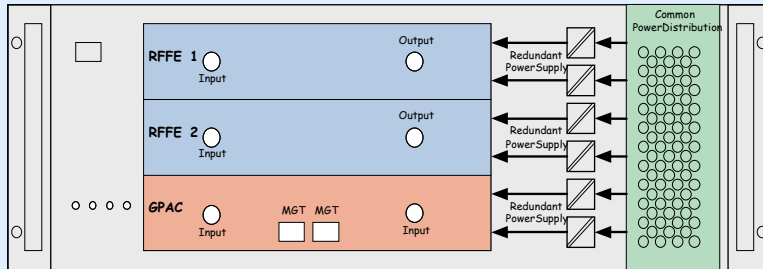 Common
PowerDistribution
RFFE 1
Input
Output
Redundant
PowerSupply
RFFE 2
Input
Output
Redundant
PowerSupply
GPAC
Input
MGT MGT
Input
Redundant
PowerSupply